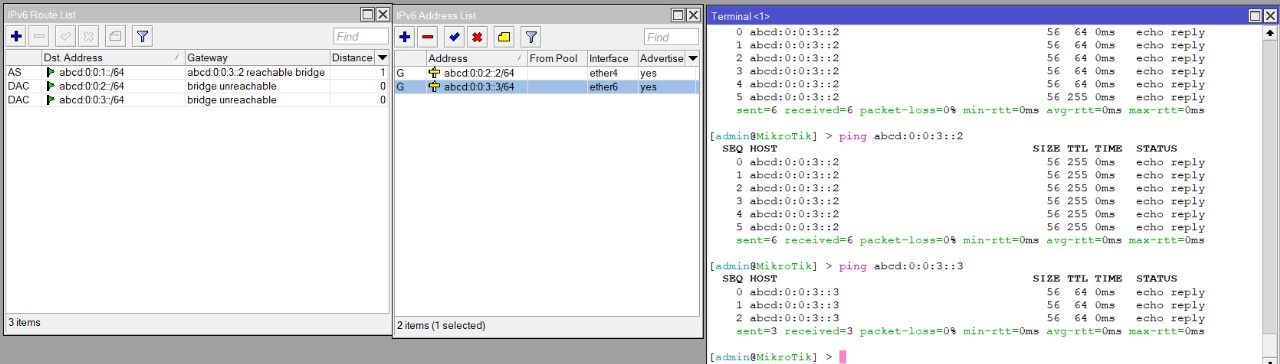 IPv6 Route List
Find
Dst. Address Gateway Distance
AS abcd:0:0:1::/64 abcd:0:0:3::2 reachable bridge 1
DAC abcd:0:0:2::/64 bridge unreachable 0
DAC abcd:0:0:3::/64 bridge unreachable 0
3 items
IPv6 Address List
Find
Address From Pool Interface Advertise
G abcd:0:0:2::2/64 ether4 yes
G abcd:0:0:3::3/64 ether6 yes
2 items (1 selected)
Terminal <1>
0 abcd:0:0:3::2 56 64 0ms echo reply
1 abcd:0:0:3::2 56 64 0ms echo reply
2 abcd:0:0:3::2 56 64 0ms echo reply
3 abcd:0:0:3::2 56 64 0ms echo reply
4 abcd:0:0:3::2 56 64 0ms echo reply
5 abcd:0:0:3::2 56 255 0ms echo reply
sent=6 received=6 packet-loss=0% min-rtt=0ms avg-rtt=0ms max-rtt=0ms
[admin@MikroTik] > ping abcd:0:0:3::2
SEQ HOST SIZE TTL TIME STATUS
0 abcd:0:0:3::2 56 255 0ms echo reply
1 abcd:0:0:3::2 56 255 0ms echo reply
2 abcd:0:0:3::2 56 255 0ms echo reply
3 abcd:0:0:3::2 56 255 0ms echo reply
4 abcd:0:0:3::2 56 255 0ms echo reply
5 abcd:0:0:3::2 56 255 0ms echo reply
sent=6 received=6 packet-loss=0% min-rtt=0ms avg-rtt=0ms max-rtt=0ms
[admin@MikroTik] > ping abcd:0:0:3::3
SEQ HOST SIZE TTL TIME STATUS
0 abcd:0:0:3::3 56 64 0ms echo reply
1 abcd:0:0:3::3 56 64 0ms echo reply
2 abcd:0:0:3::3 56 64 0ms echo reply
sent=3 received=3 packet-loss=0% min-rtt=0ms avg-rtt=0ms max-rtt=0ms
[admin@MikroTik] >